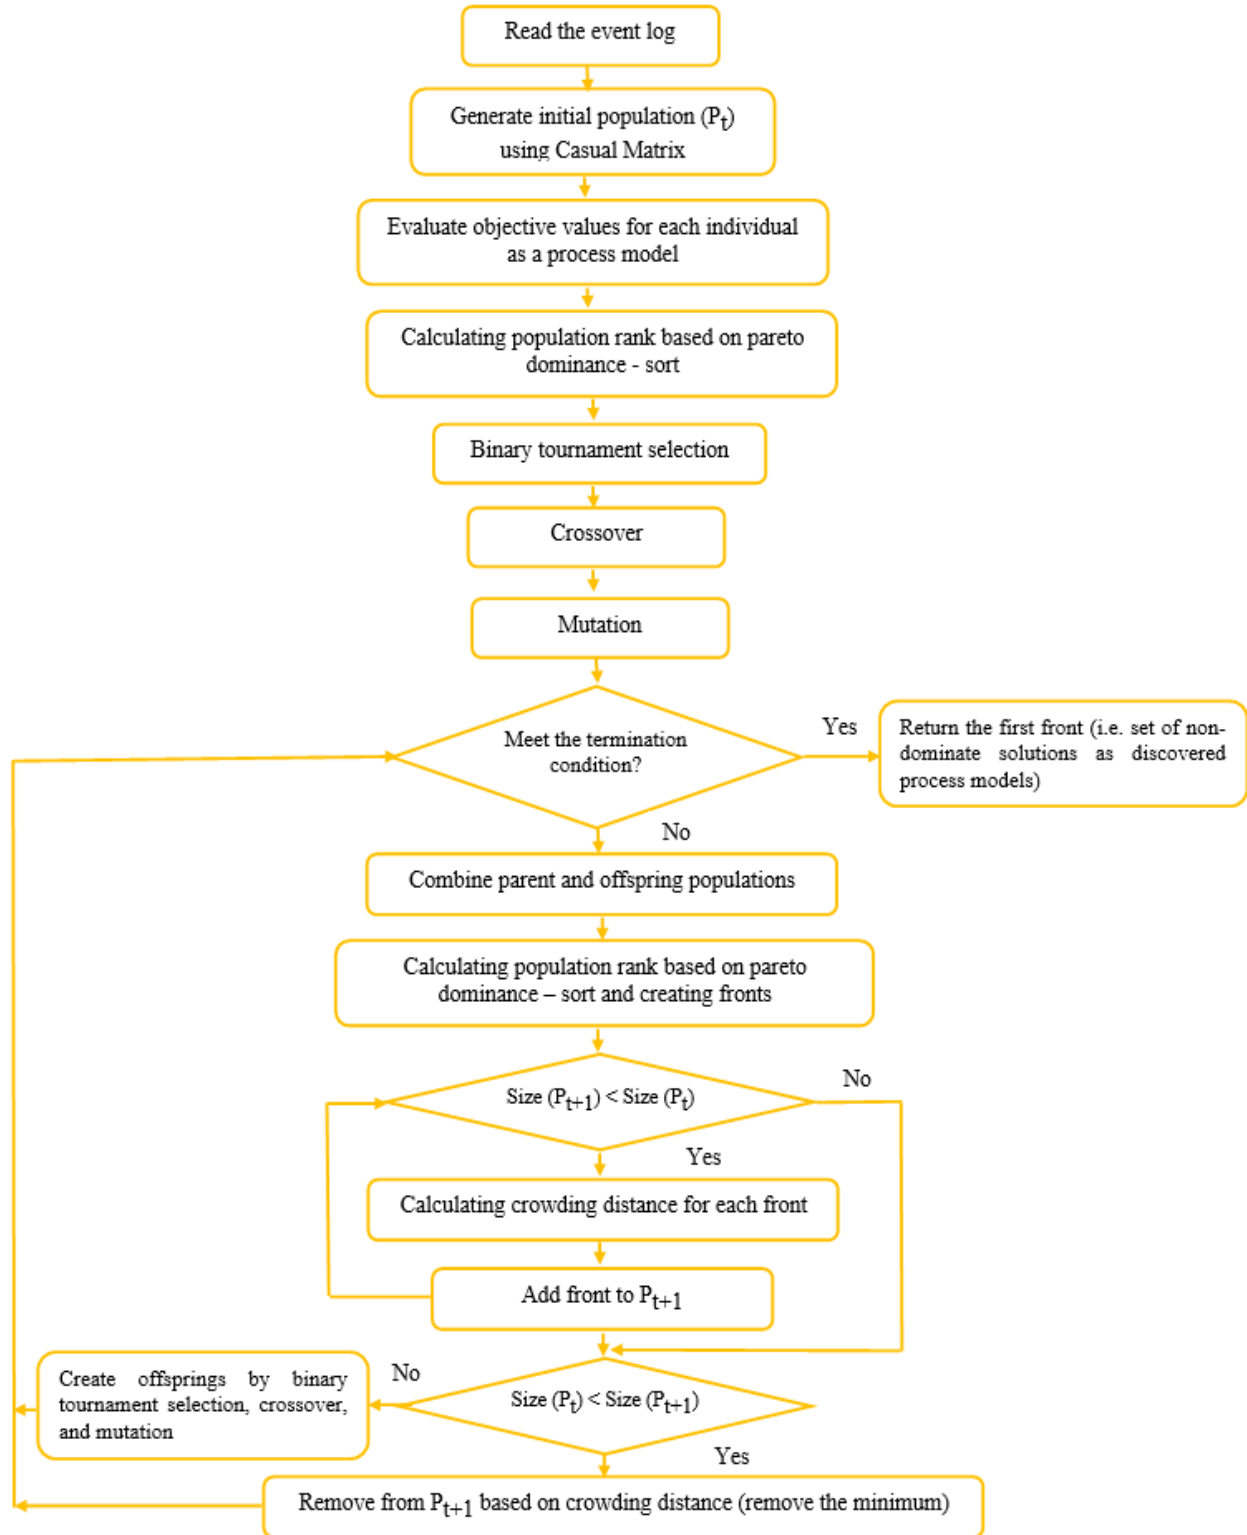 Read the event log
Generate initial population (Pt)
using Casual Matrix
Evaluate objective values for each individual
as a process model
Calculating population rank based on pareto
dominance - sort
Binary tournament selection
Crossover
Mutation
Meet the termination
condition?
Yes
Return the first front (i.e. set of non-
dominate solutions as discovered
process models)
No
Combine parent and offspring populations
Calculating population rank based on pareto
dominance – sort and creating fronts
Size (Pt+1) < Size (Pt)
No
Yes
Calculating crowding distance for each front
Add front to Pt+1
Size (Pt) < Size (Pt+1)
No
Create offsprings by binary
tournament selection, crossover,
and mutation
Yes
Remove from Pt+1 based on crowding distance (remove the minimum)